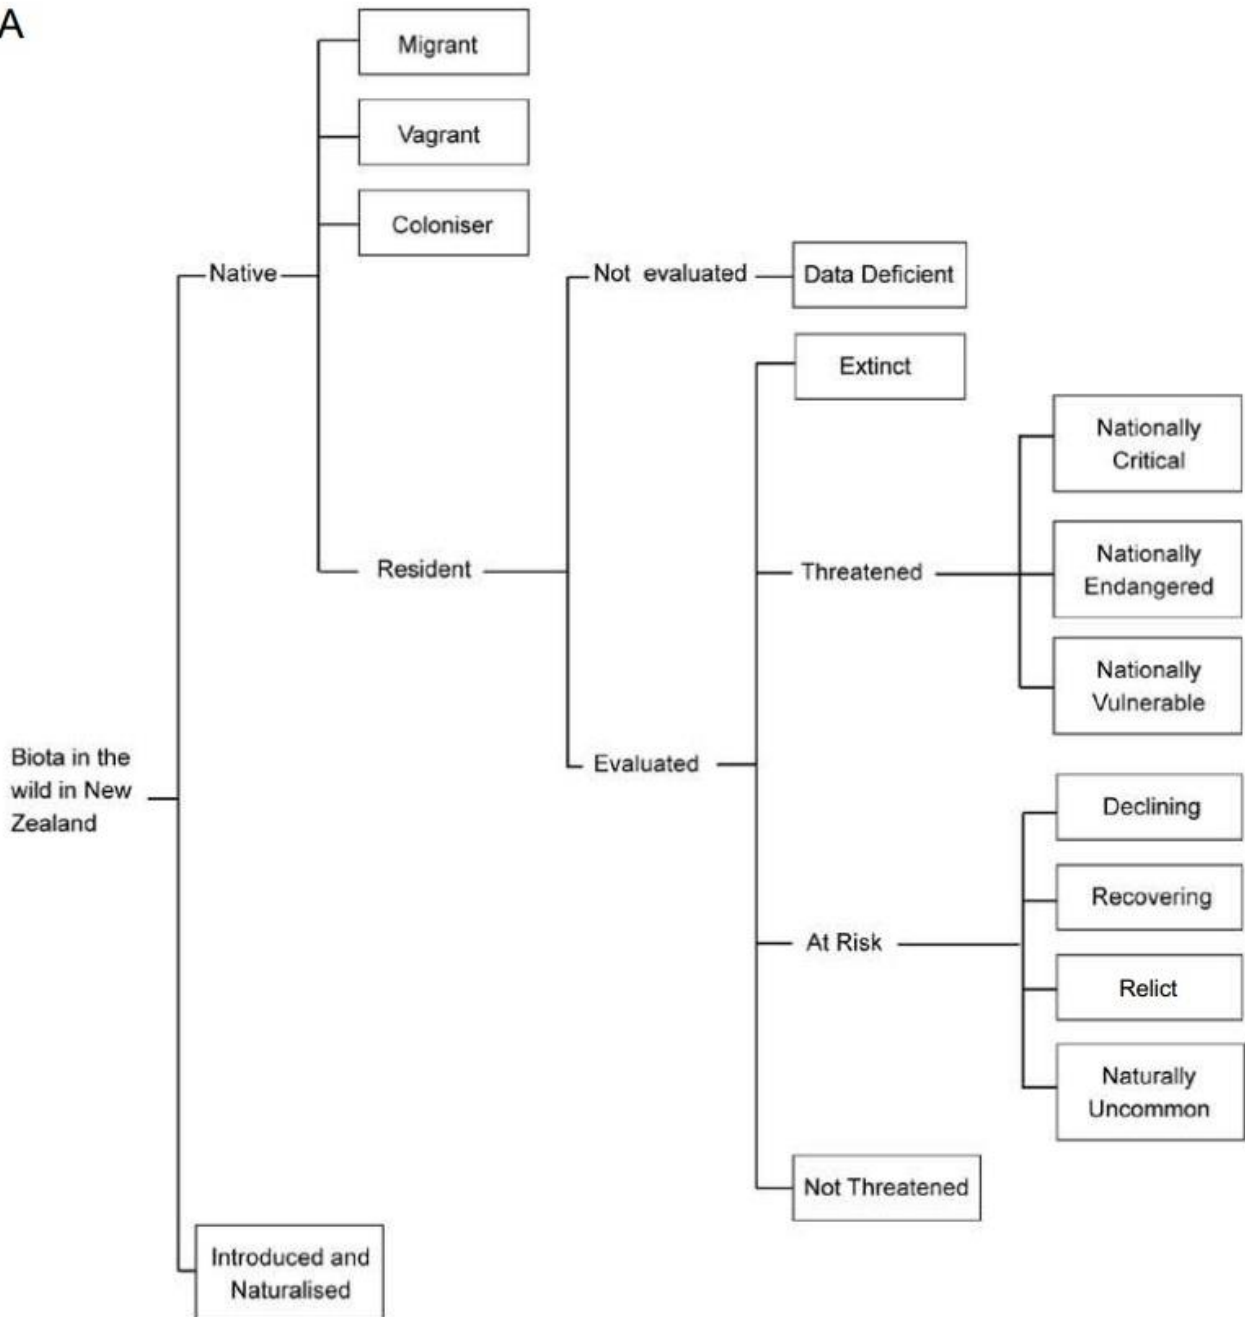 A
Migrant
Vagrant
Coloniser
Native
Not evaluated
Data Deficient
Extinct
Nationally
Critical
Nationally
Endangered
Threatened
Resident
Nationally
Vulnerable
Evaluated
Biota in the
wild in New
Zealand
Declining
Recovering
At Risk
Relict
Naturally
Uncommon
Not Threatened
Introduced and
Naturalised